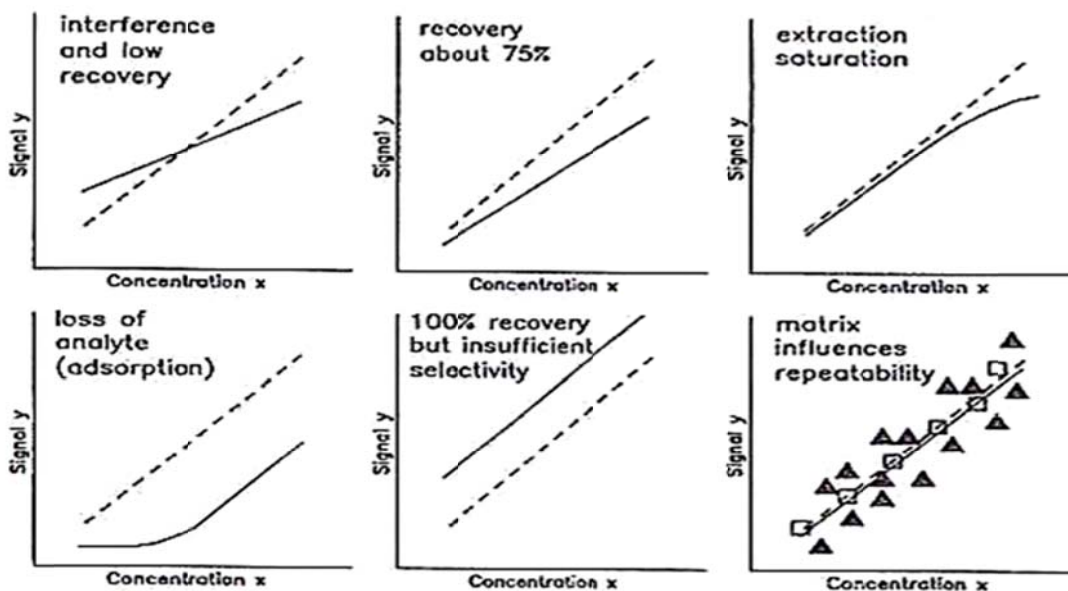 interference
and low
recovery
Signal y
Concentration x
recovery
about 75%
Signal y
Concentration x
extraction
saturation
Signal y
Concentration x
loss of
analyte
(adsorption)
Signal y
Concentration x
100% recovery
but insufficient
selectivity
Signal y
Concentration x
matrix
influences
repeatability
Signal y
Concentration x